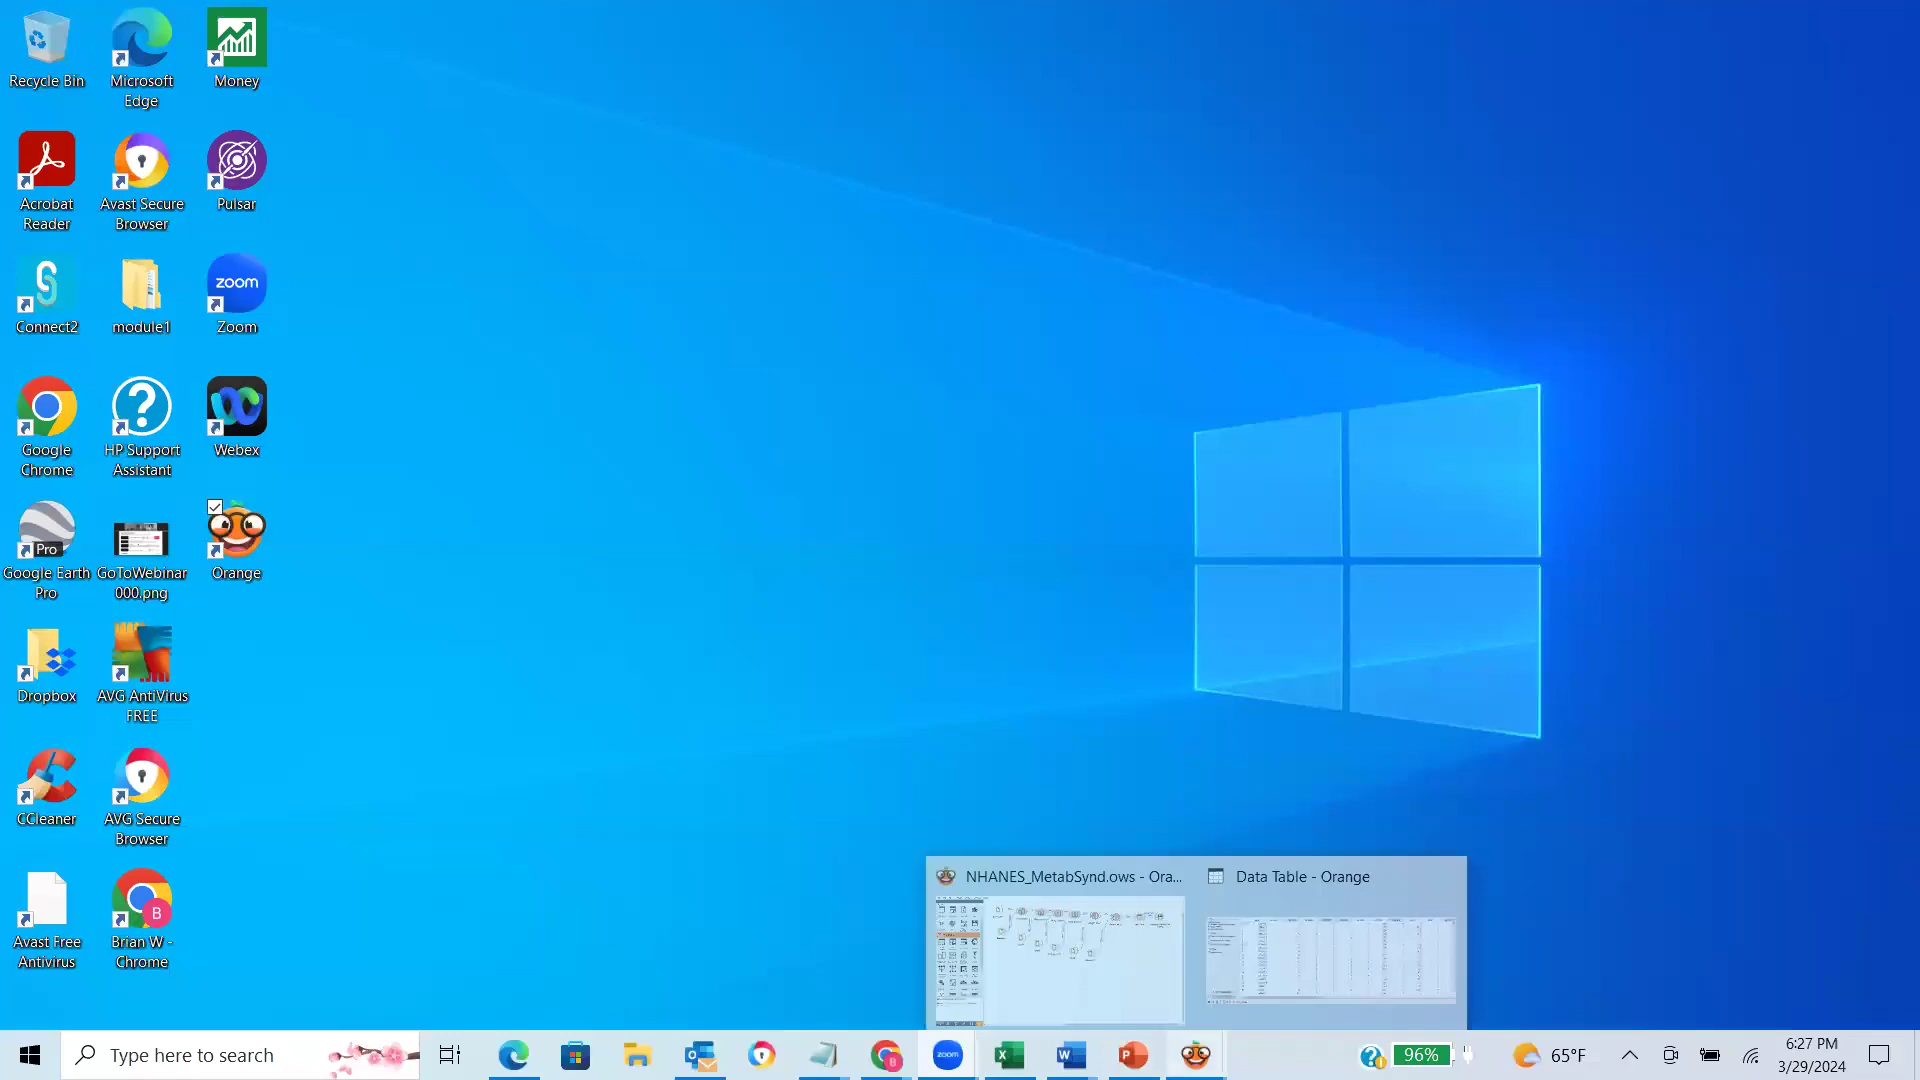 Recycle Bin
Microsoft
Edge
Money
Acrobat
Reader
Avast Secure
Browser
Pulsar
Connect2
module1
zoom
Zoom
Google
Chrome
HP Support
Assistant
Webex
Pro
Google Earth
Pro
GoToWebinar
000.png
Orange
Dropbox
AVG AntiVirus
FREE
CCleaner
AVG Secure
Browser
Avast Free
Antivirus
B
Brian W -
Chrome
NHANES_MetabSynd.ows - Ora...
Data Table - Orange
Type here to search
zoom
96%
65°F
6:27 PM
3/29/2024